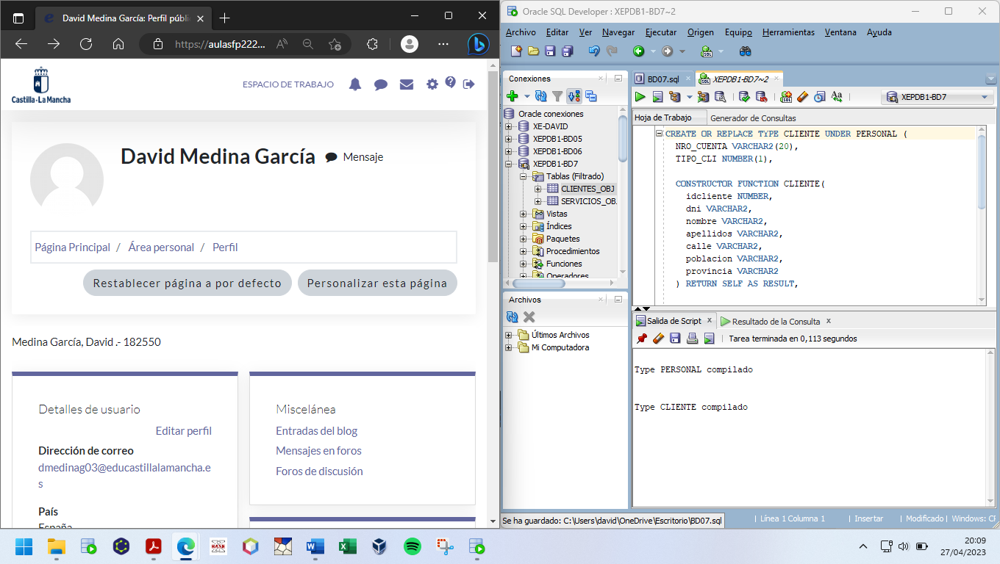 David Medina García: Perfil públi
https://aulasfp222...
Castilla-La Mancha
ESPACIO DE TRABAJO
David Medina García
Mensaje
Página Principal / Área personal / Perfil
Restablecer página a por defecto
Personalizar esta página
Medina García, David .- 182550
Detalles de usuario
Editar perfil
Dirección de correo
dmedinag03@educastillalamancha.e
s
País
España
Miscelánea
Entradas del blog
Mensajes en foros
Foros de discusión
Oracle SQL Developer : XEPDB1-BD7~2
Archivo Editar Ver Navegar Ejecutar Origen Equipo Herramientas Ventana Ayuda
Conexiones
Oracle conexiones
XE-DAVID
XEPDB1-BD05
XEPDB1-BD06
XEPDB1-BD7
Tablas (Filtrado)
CLIENTES_OBJ
SERVICIOS_OB.
Vistas
Índices
Paquetes
Procedimientos
Funciones
Operadores
Archivos
Últimos Archivos
Mi Computadora
BD07.sql
XEPDB1-BD7~2
XEPDB1-BD7
Hoja de Trabajo Generador de Consultas
CREATE OR REPLACE TYPE CLIENTE UNDER PERSONAL (
NRO_CUENTA VARCHAR2(20),
TIPO_CLI NUMBER(1),
CONSTRUCTOR FUNCTION CLIENTE(
idcliente NUMBER,
dni VARCHAR2,
nombre VARCHAR2,
apellidos VARCHAR2,
calle VARCHAR2,
poblacion VARCHAR2,
provincia VARCHAR2
) RETURN SELF AS RESULT,
Salida de Script x Resultado de la Consulta x
Tarea terminada en 0,113 segundos
Type PERSONAL compilado
Type CLIENTE compilado
Se ha guardado: C:\Users\david\OneDrive\Escritorio\BD07.sql
| Línea 1 Columna 1 | Insertar | Modificado | Windows: CR
20:09
27/04/2023